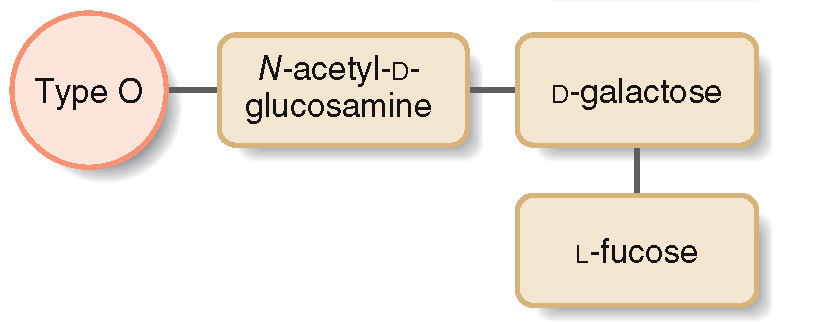 Type O
N-acetyl-D-
glucosamine
D-galactose
L-fucose